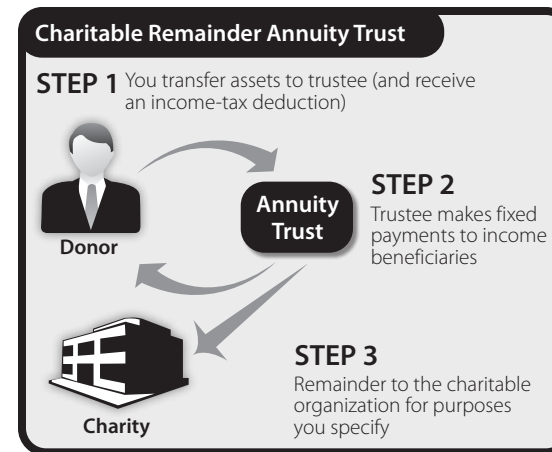 Charitable Remainder Annuity Trust
STEP 1 You transfer assets to trustee (and receive
an income-tax deduction)
Donor
Annuity
Trust
STEP 2
Trustee makes fixed
payments to income
beneficiaries
Charity
STEP 3
Remainder to the charitable
organization for purposes
you specify